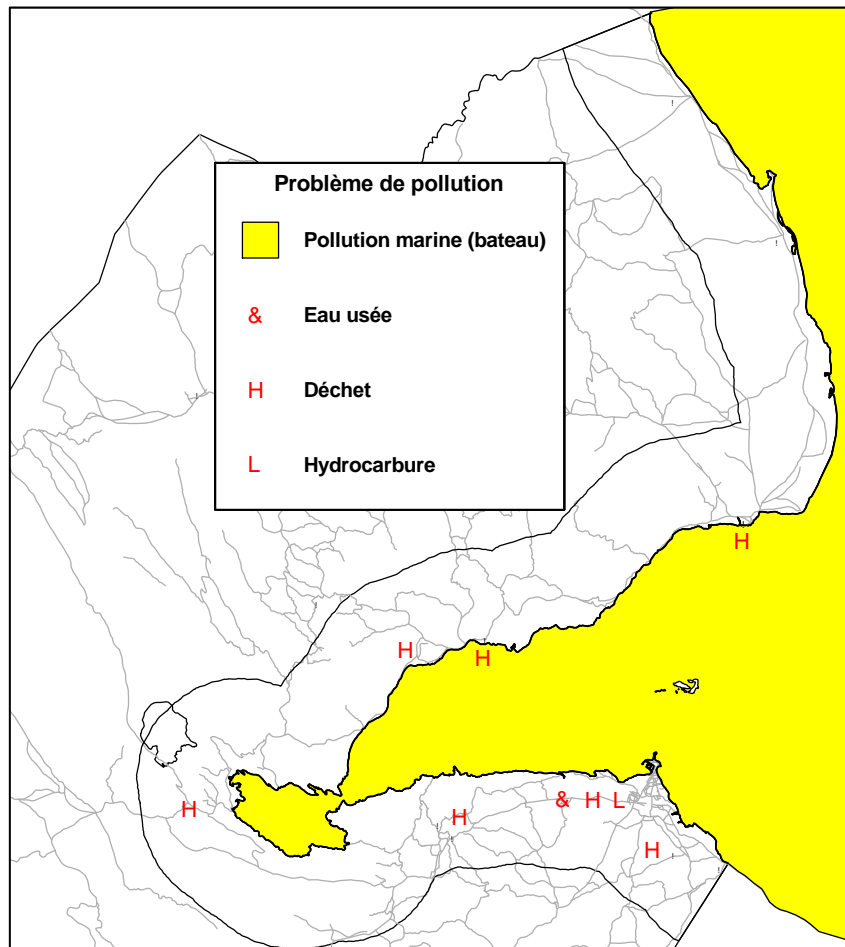 Problème de pollution
Pollution marine (bateau)
& Eau usée
H Déchet
L Hydrocarbure
H
H
H
H
H
& H L
H